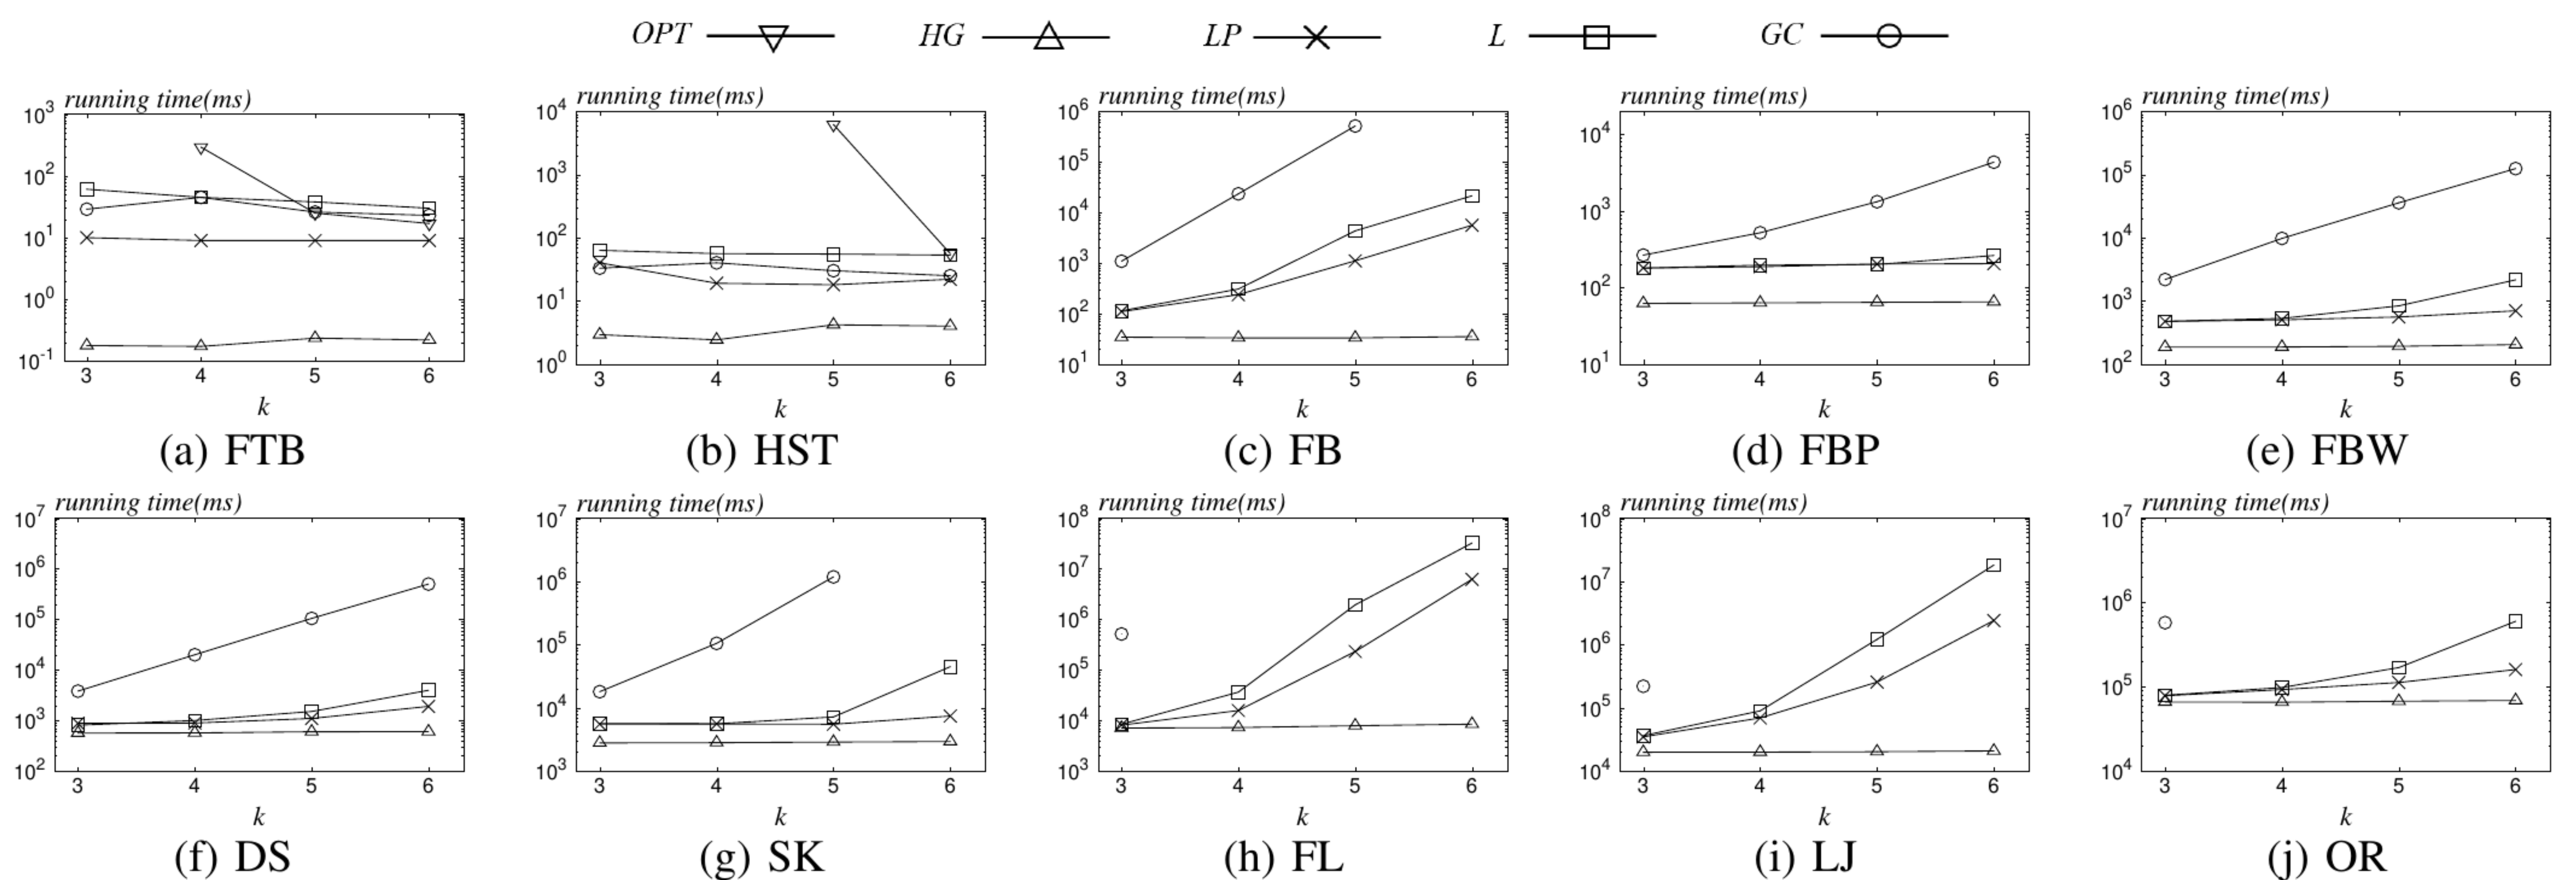 OPT HG LP L GC
running time(ms) running time(ms) running time(ms) running time(ms) running time(ms)
10^3 10^2 10^1 10^0 10^-1
3 4 5 6
k
(a) FTB
10^4 10^3 10^2 10^1 10^0
3 4 5 6
k
(b) HST
10^6 10^5 10^4 10^3 10^2 10^1
3 4 5 6
k
(c) FB
10^4 10^3 10^2 10^1
3 4 5 6
k
(d) FBP
10^6 10^5 10^4 10^3 10^2
3 4 5 6
k
(e) FBW
running time(ms) running time(ms) running time(ms) running time(ms) running time(ms)
10^7 10^6 10^5 10^4 10^3 10^2
3 4 5 6
k
(f) DS
10^7 10^6 10^5 10^4 10^3
3 4 5 6
k
(g) SK
10^8 10^7 10^6 10^5 10^4 10^3
3 4 5 6
k
(h) FL
10^8 10^7 10^6 10^5 10^4
3 4 5 6
k
(i) LJ
10^7 10^6 10^5 10^4
3 4 5 6
k
(j) OR